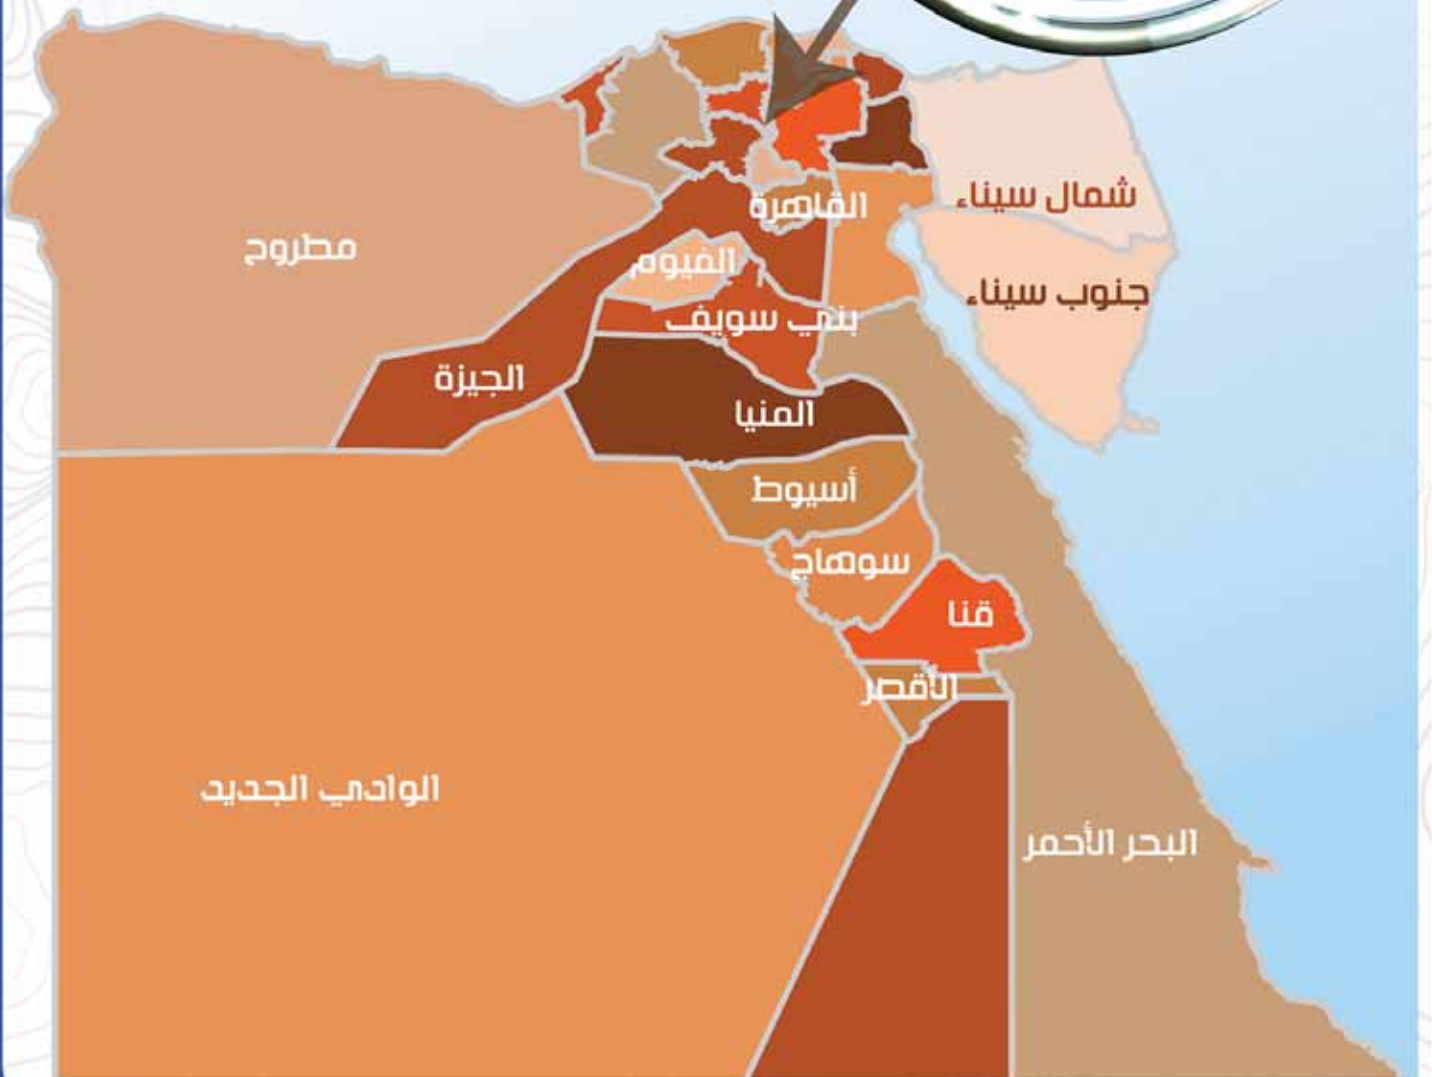 شمال سيناء
القاهرة
مطروح
الفيوم
جنوب سيناء
بني سويف
الجيزة
المنيا
أسيوط
سوهاج
قنا
الأقصر
الوادي الجديد
البحر الأحمر